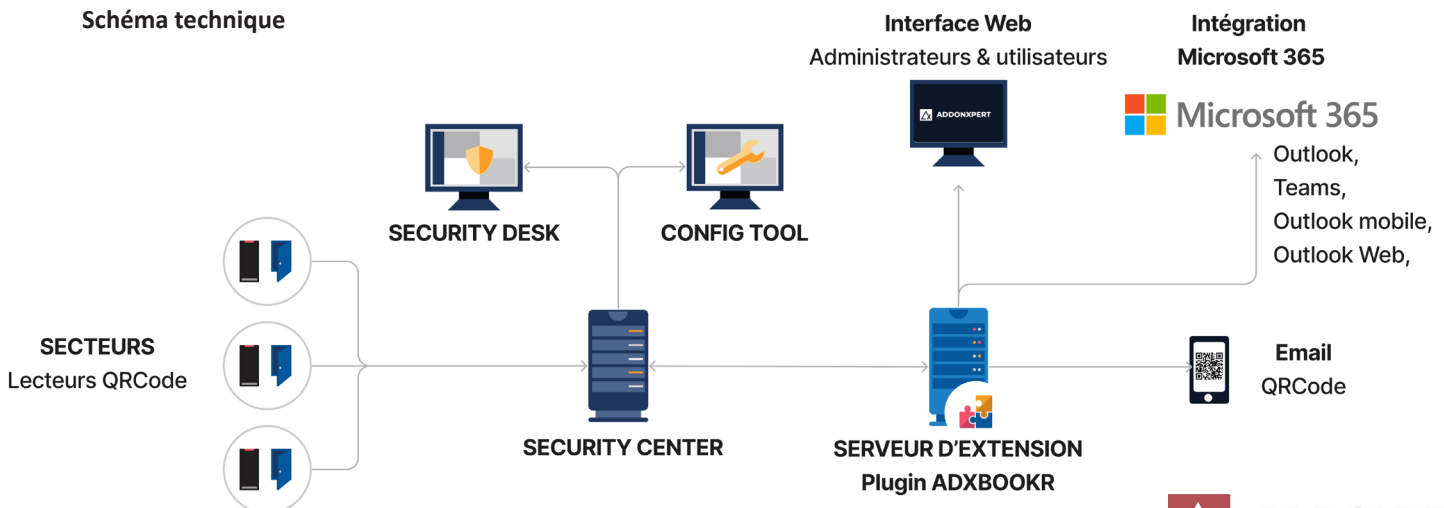 Schéma technique
Interface Web
Administrateurs & utilisateurs
Intégration
Microsoft 365
ADDONXPERT
Microsoft 365
Outlook,
Teams,
Outlook mobile,
Outlook Web,
SECURITY DESK
CONFIG TOOL
SECTEURS
Lecteurs QRCode
Email
QRCode
SECURITY CENTER
SERVEUR D'EXTENSION
Plugin ADXBOOKR